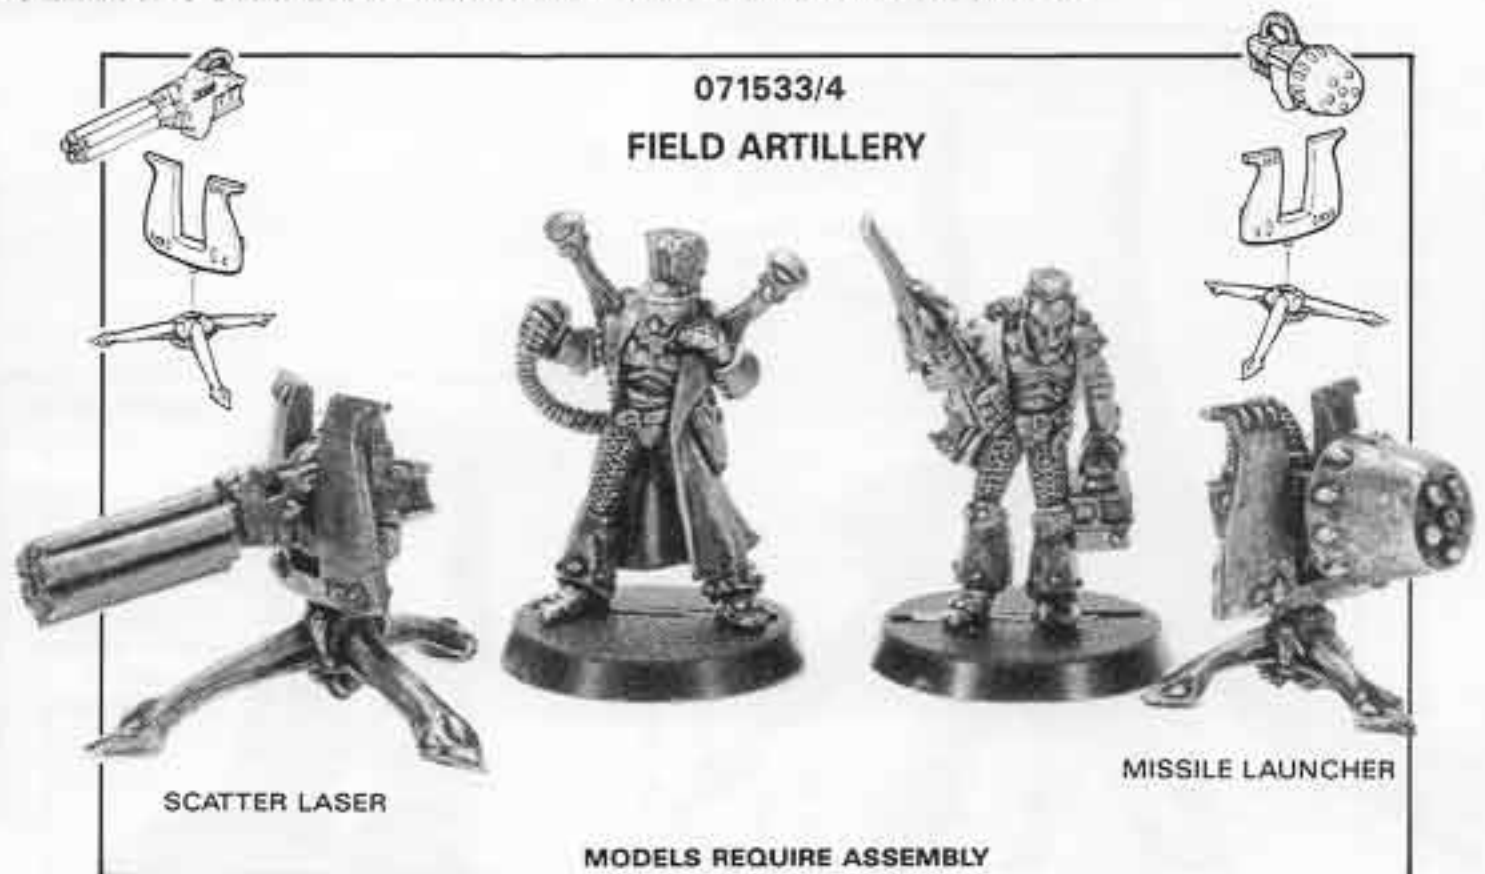 071533/4
FIELD ARTILLERY
SCATTER LASER
MISSILE LAUNCHER
MODELS REQUIRE ASSEMBLY